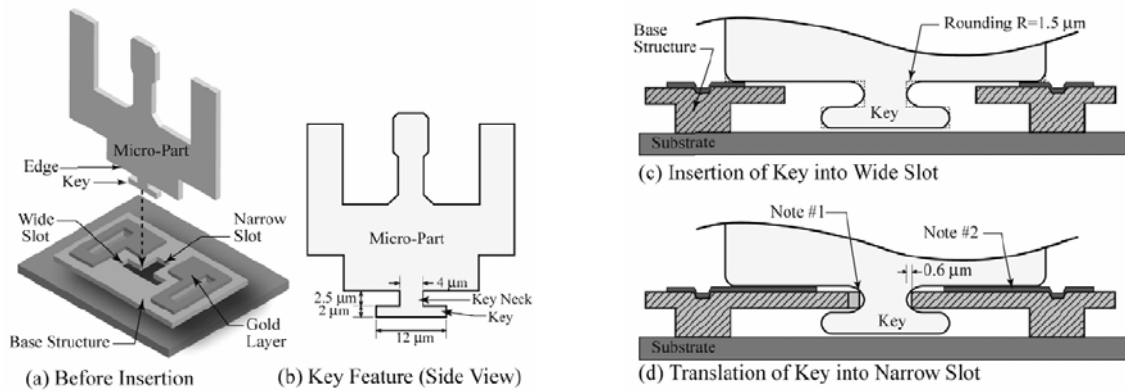 Micro-Part
Edge
Key
Wide
Slot
Narrow
Slot
Base Structure
Gold
Layer
(a) Before Insertion
Micro-Part
4 µm
2.5 µm
2 µm
Key Neck
Key
12 µm
(b) Key Feature (Side View)
Base
Structure
Rounding R=1.5 µm
Key
Substrate
(c) Insertion of Key into Wide Slot
Note #1
Note #2
0.6 µm
Key
Substrate
(d) Translation of Key into Narrow Slot